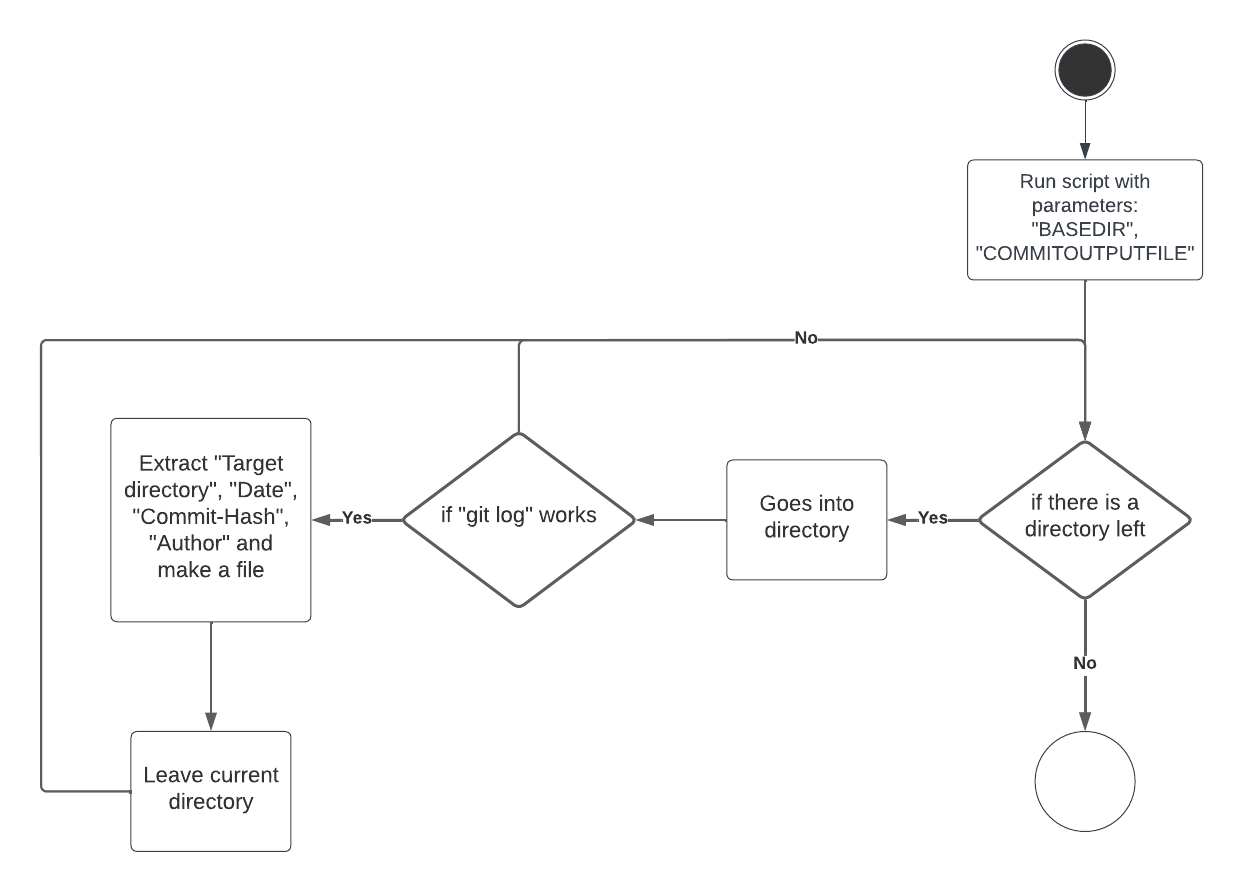 Run script with
parameters:
"BASEDIR",
"COMMITOUTPUTFILE"
No
Extract "Target
directory", "Date",
"Commit-Hash",
"Author" and
make a file
Yes
if "git log" works
Goes into
directory
Yes
if there is a
directory left
No
Leave current
directory